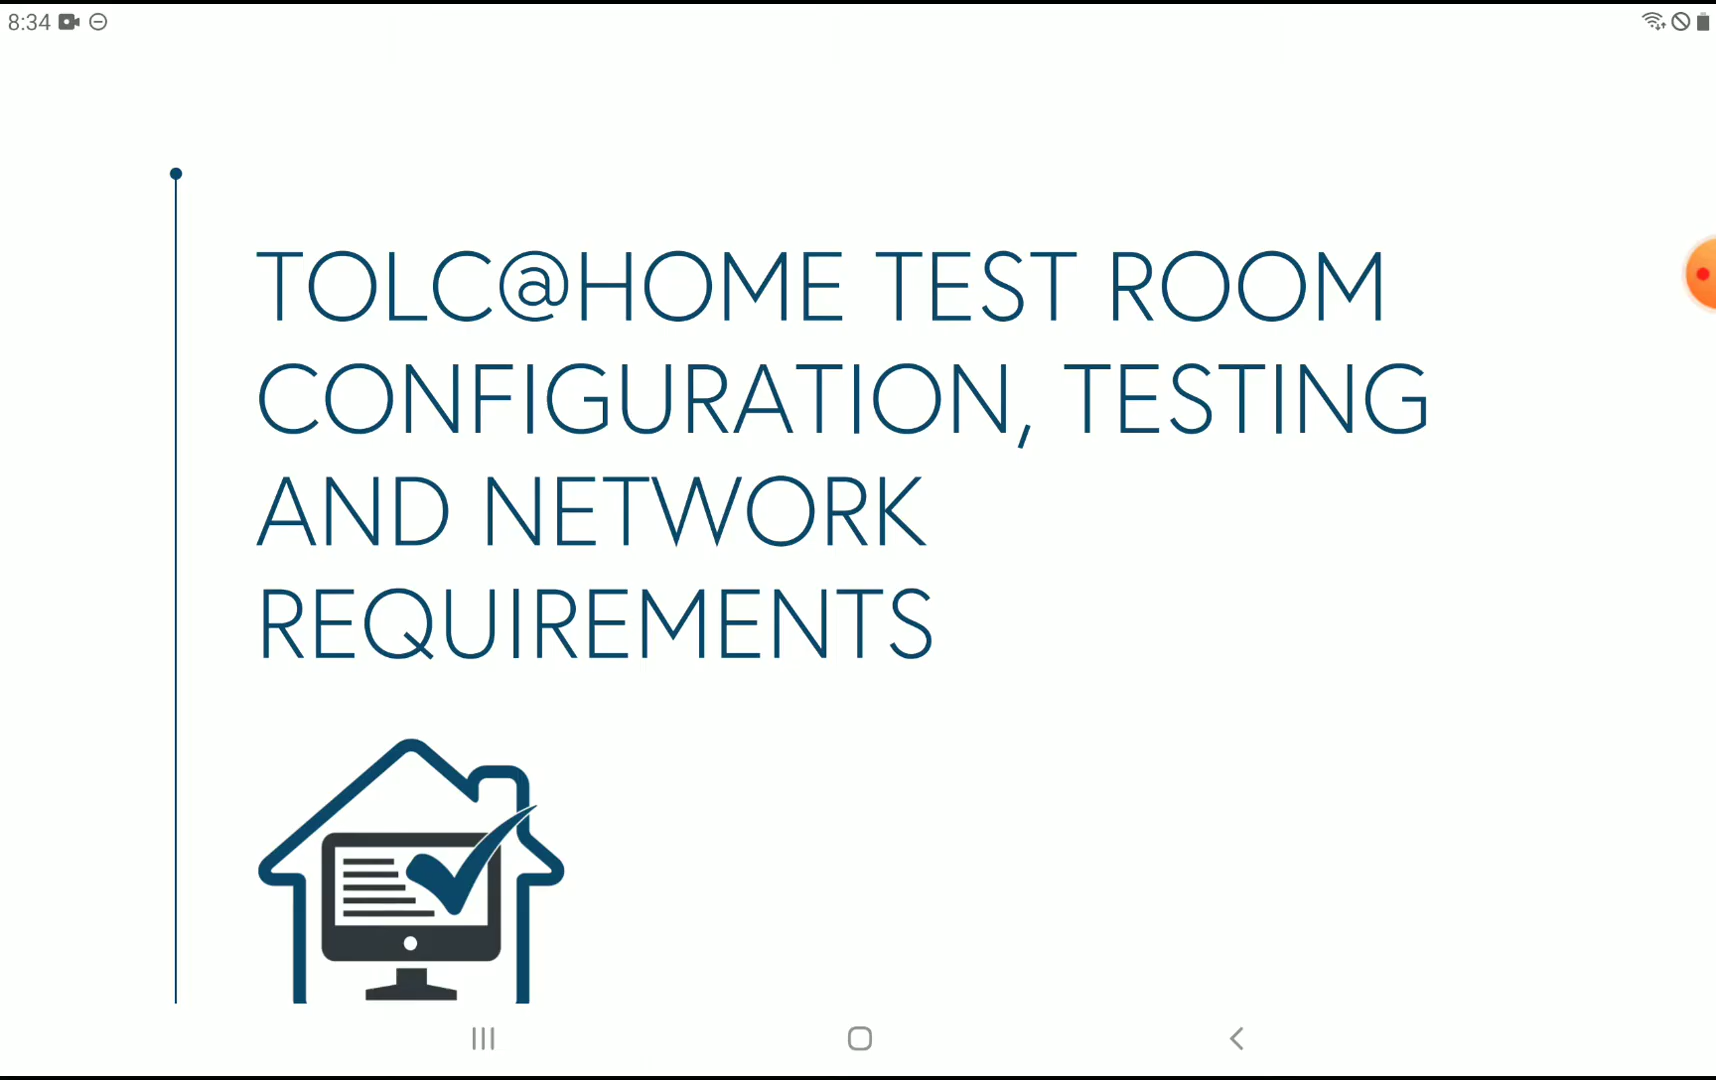 8:34
TOLC@HOME TEST ROOM
CONFIGURATION, TESTING
AND NETWORK
REQUIREMENTS